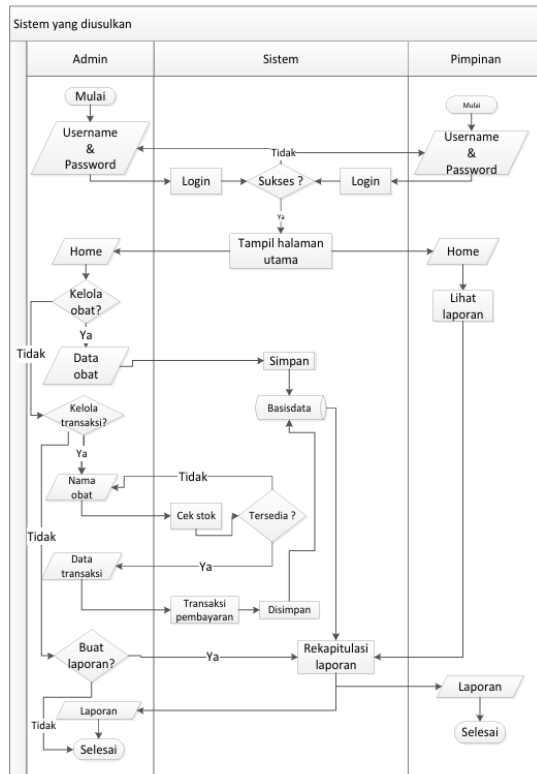 Sistem yang diusulkan
Admin
Sistem
Pimpinan
Mulai
Mulai
Username
&
Password
Tidak
Username
&
Password
Login
Sukses ?
Login
Ya
Home
Tampil halaman
utama
Home
Kelola
obat?
Lihat
laporan
Ya
Tidak
Data
obat
Simpan
Basisdata
Kelola
transaksi?
Ya
Nama
obat
Tidak
Cek stok
Tersedia ?
Tidak
Data
transaksi
Ya
Transaksi
pembayaran
Disimpan
Buat
laporan?
Ya
Rekapitulasi
laporan
Laporan
Laporan
Tidak
Selesai
Selesai